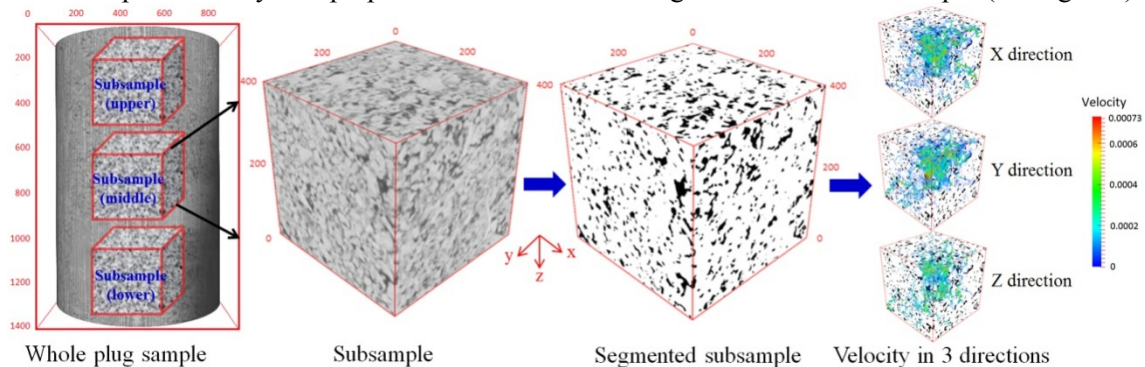 0 200 400 600 800
200
400
600
800
1000
1200
1400
Subsample
(upper)
Subsample
(middle)
Subsample
(lower)
Whole plug sample
0
200 200
400 400
200
0
y x
z
Subsample
0
200 200
400
200
0
Segmented subsample
X direction
Y direction
Z direction
Velocity
0.00073
0.0006
0.0004
0.0002
0
Velocity in 3 directions